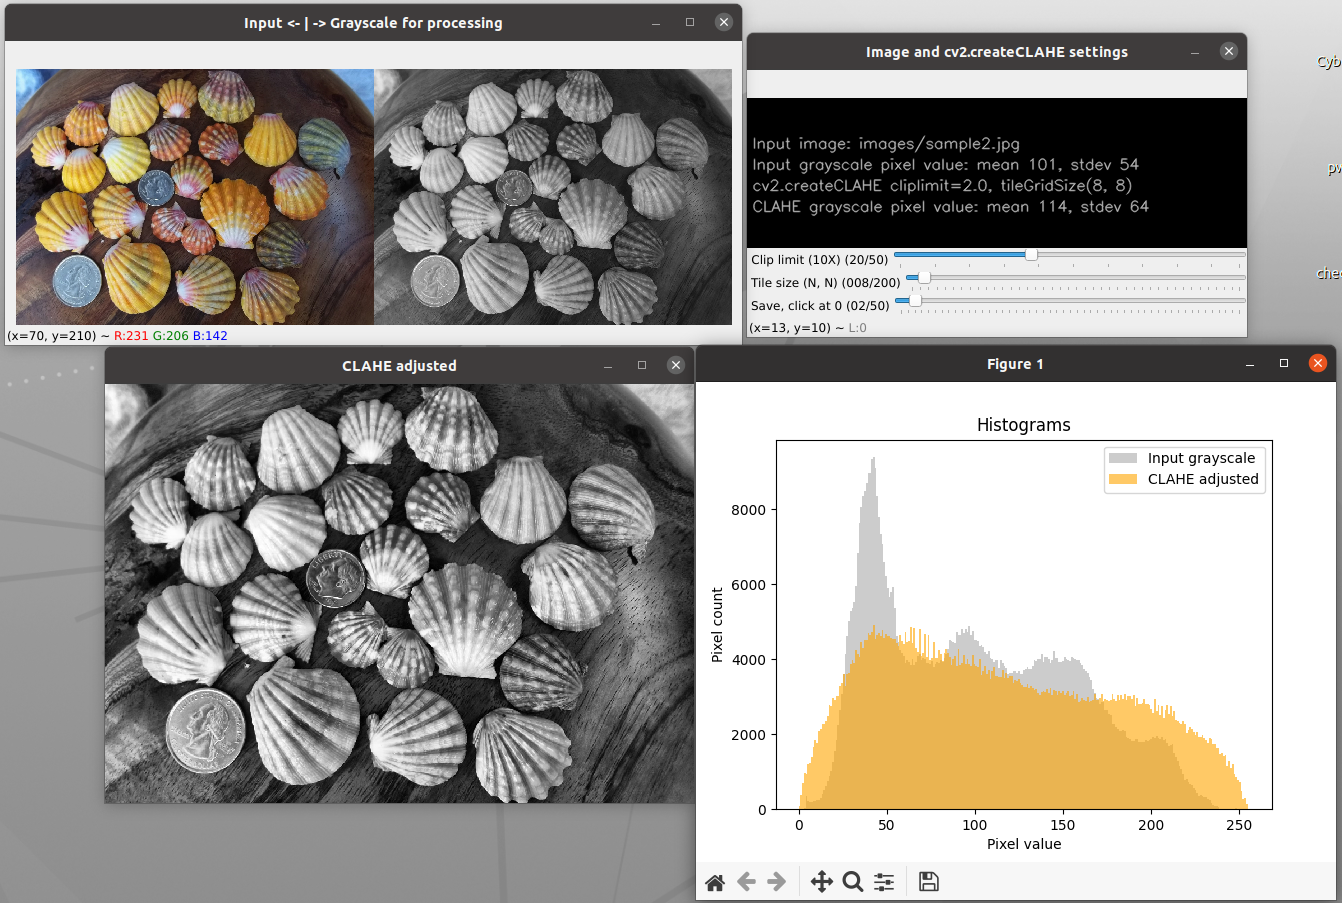 Input <- | -> Grayscale for processing
(x=70, y=210) ~ R:231 G:206 B:142
Image and cv2.createCLAHE settings
Input image: images/sample2.jpg
Input grayscale pixel value: mean 101, stdev 54
cv2.createCLAHE cliplimit=2.0, tileGridSize(8, 8)
CLAHE grayscale pixel value: mean 114, stdev 64
Clip limit (10X) (20/50)
Tile size (N, N) (008/200)
Save, click at 0 (02/50)
(x=13, y=10) ~ L:0
Cyb
pw
chec
CLAHE adjusted
Figure 1
Histograms
Input grayscale
CLAHE adjusted
Pixel count
8000
6000
4000
2000
0
0 50 100 150 200 250
Pixel value